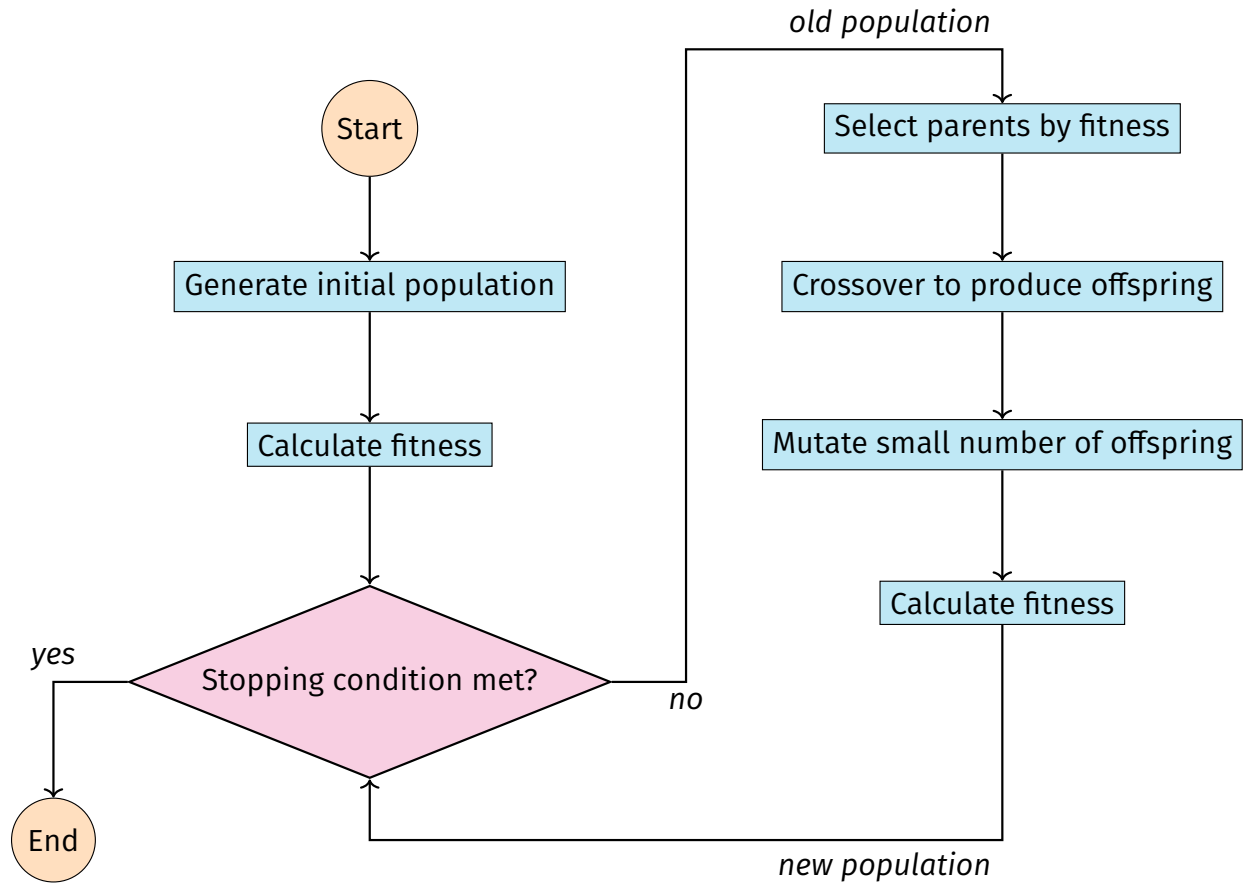 Start
Generate initial population
Calculate fitness
Stopping condition met?
yes
End
no
old population
Select parents by fitness
Crossover to produce offspring
Mutate small number of offspring
Calculate fitness
new population